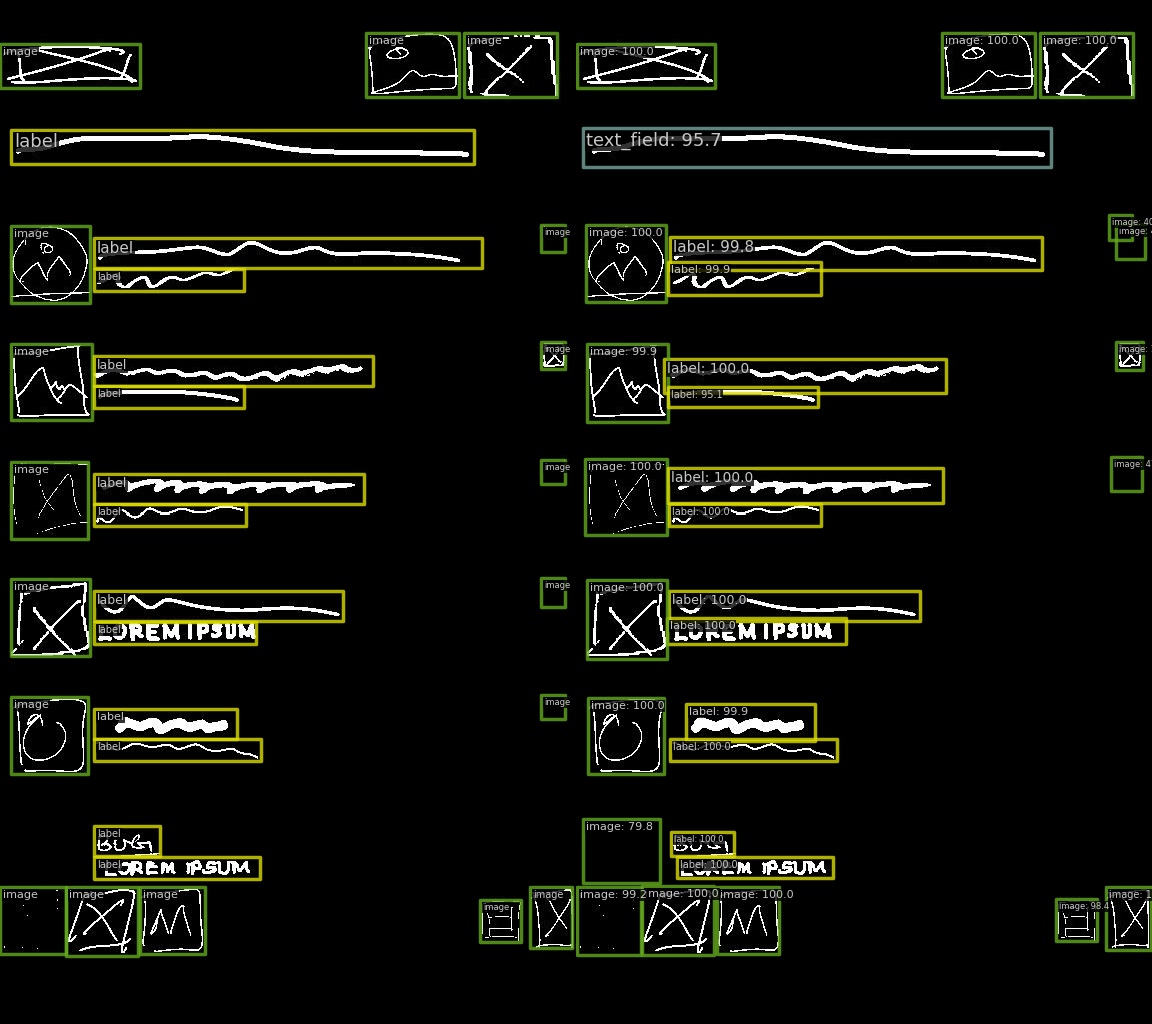 image image image image: 100.0 image: 100.0 image: 100.0
label text_field: 95.7
image label image image: 100.0 label: 99.8
label label: 99.9
image label image image: 99.9 label: 100.0 image
label label: 95.1
image label image image: 100.0 label: 100.0
label label: 100.0
image label image image: 100.0 label: 100.0
label LOREM IPSUM label: 100.0 LOREM IPSUM
image label image image: 100.0 label: 99.9
label label: 100.0
label image: 79.8 label: 100.0
label LOREM IPSUM label: 100.0 LOREM IPSUM
image image image image image image: 99.2 image: 100.0 image: 100.0 image: 98.4